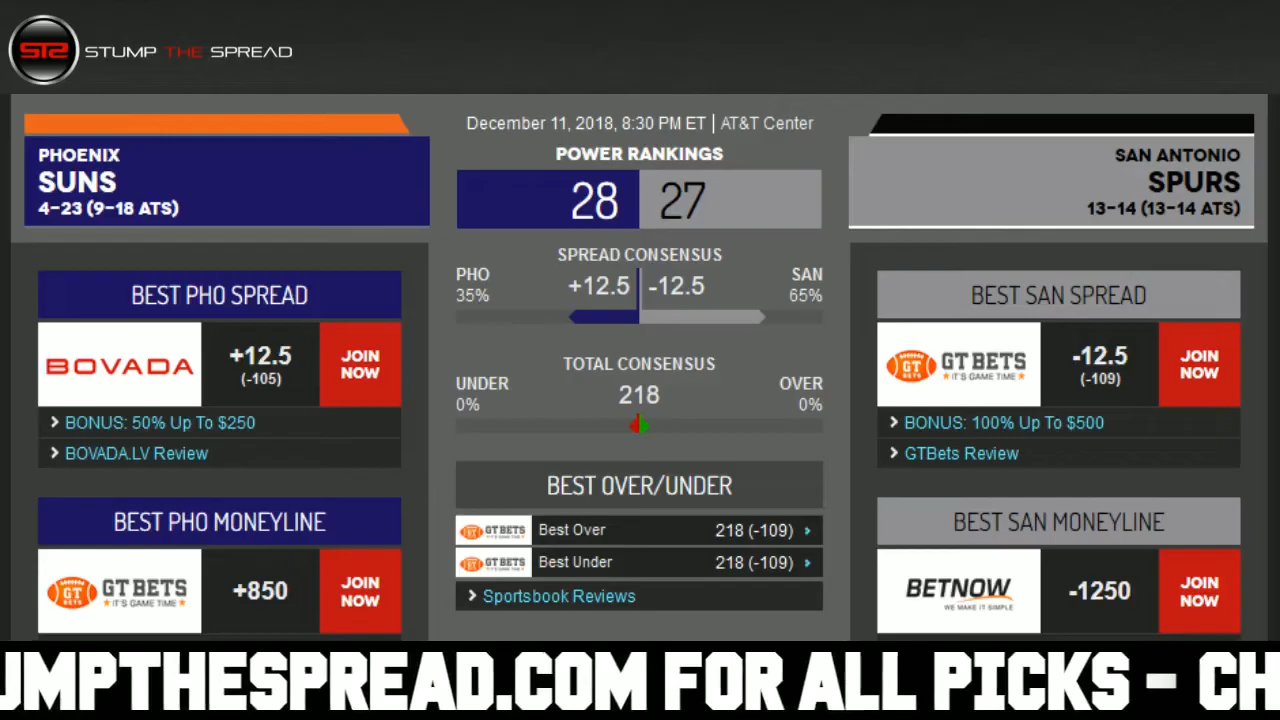 STS STUMP THE SPREAD
December 11, 2018, 8:30 PM ET | AT&T Center
PHOENIX
SUNS
4-23 (9-18 ATS)
POWER RANKINGS
28 27
SAN ANTONIO
SPURS
13-14 (13-14 ATS)
SPREAD CONSENSUS
PHO
35%
+12.5 -12.5
SAN
65%
TOTAL CONSENSUS
UNDER
0%
218
OVER
0%
BEST PHO SPREAD
BOVADA
+12.5
(-105)
JOIN
NOW
BONUS: 50% Up To $250
BOVADA.LV Review
BEST PHO MONEYLINE
GT BETS
GT BETS
IT'S GAME TIME
+850
JOIN
NOW
BEST OVER/UNDER
GT BETS Best Over 218 (-109)
GT BETS Best Under 218 (-109)
Sportsbook Reviews
BEST SAN SPREAD
GT BETS
GT BETS
IT'S GAME TIME
-12.5
(-109)
JOIN
NOW
BONUS: 100% Up To $500
GTBets Review
BEST SAN MONEYLINE
BETNOW
WE MAKE IT SIMPLE
-1250
JOIN
NOW
UMPTHESPREAD.COM FOR ALL PICKS - CH